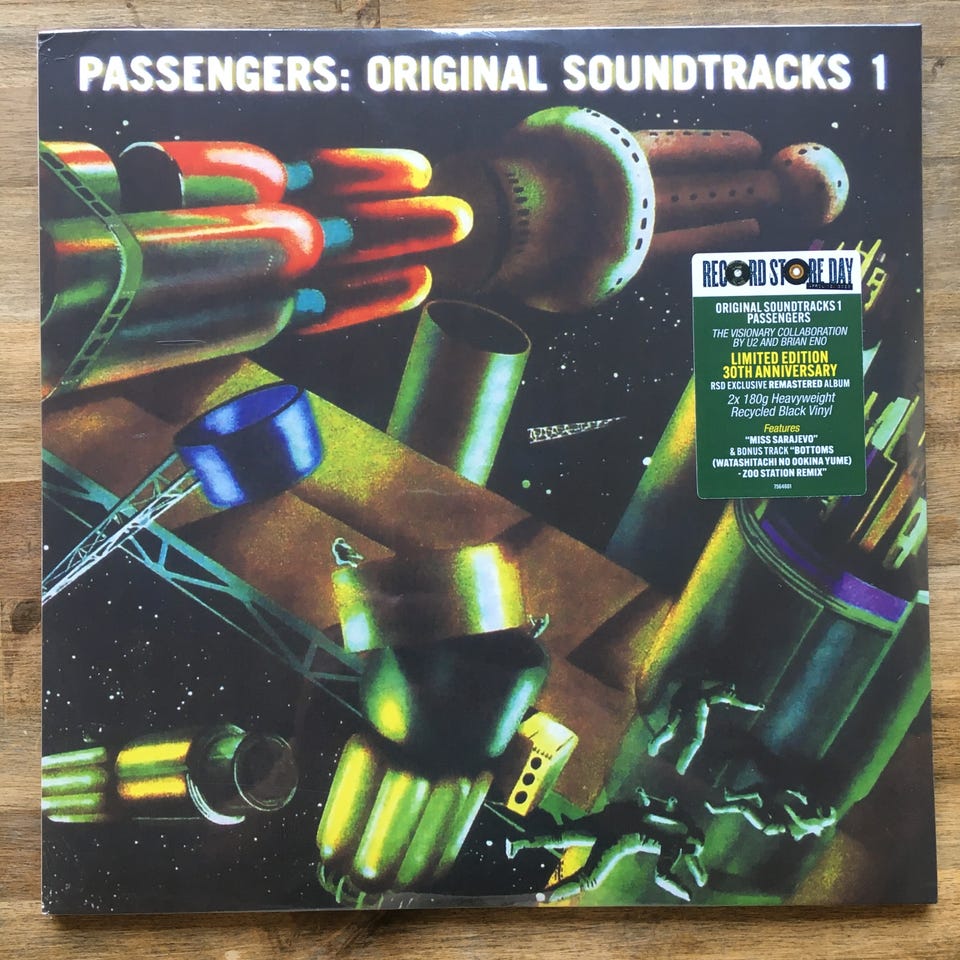 PASSENGERS: ORIGINAL SOUNDTRACKS 1
RECORD STORE DAY
ORIGINAL SOUNDTRACKS 1
PASSENGERS
THE VISIONARY COLLABORATION
BY U2 AND BRIAN ENO
LIMITED EDITION
30TH ANNIVERSARY
RSD EXCLUSIVE REMASTERED ALBUM
2x 180g Heavyweight
Recycled Black Vinyl
Features
"MISS SARAJEVO"
& BONUS TRACK "BOTTOMS
(WATASHITACHI NO OOKINA YUME)
- ZOO STATION REMIX"
7564601